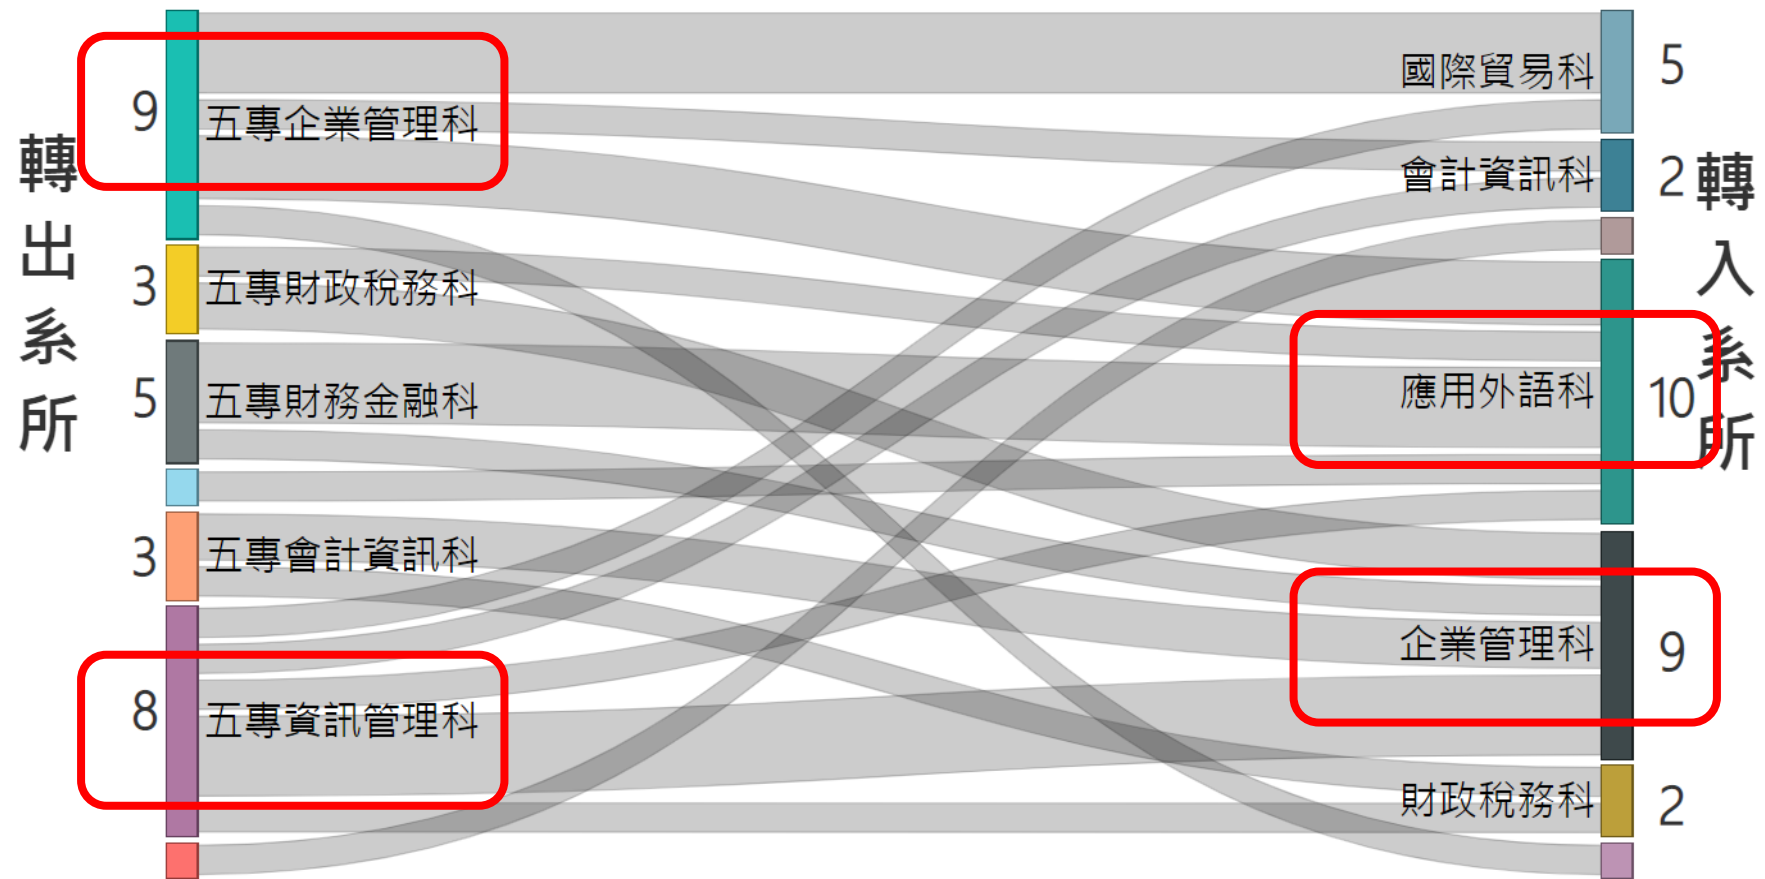 轉出系所
9
五專企業管理科
3
五專財政稅務科
5
五專財務金融科
3
五專會計資訊科
8
五專資訊管理科
國際貿易科
5
會計資訊科
2
應用外語科
10
企業管理科
9
財政稅務科
2
轉入系所